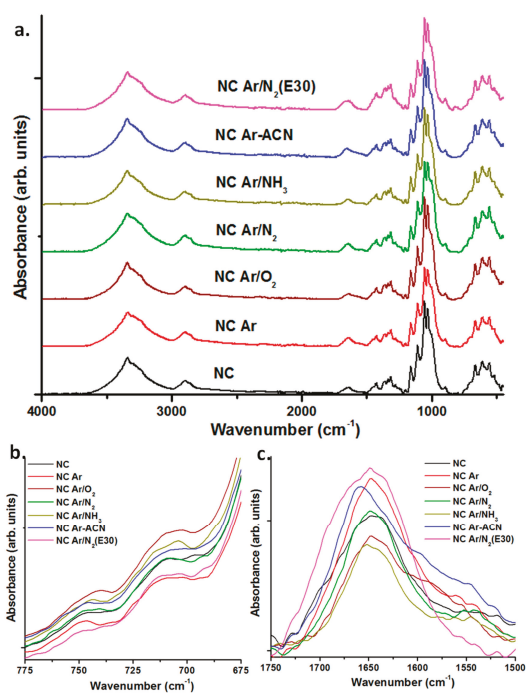 a.
NC Ar/N₂(E30)
NC Ar-ACN
NC Ar/NH₃
NC Ar/N₂
NC Ar/O₂
NC Ar
NC
Absorbance (arb. units)
4000 3000 2000 1000
Wavenumber (cm⁻¹)
b.
NC
NC Ar
NC Ar/O₂
NC Ar/N₂
NC Ar/NH₃
NC Ar-ACN
NC Ar/N₂(E30)
Absorbance (arb. units)
775 750 725 700 675
Wavenumber (cm⁻¹)
c.
NC
NC Ar
NC Ar/O₂
NC Ar/N₂
NC Ar/NH₃
NC Ar-ACN
NC Ar/N₂(E30)
Absorbance (arb. units)
1750 1700 1650 1600 1550 1500
Wavenumber (cm⁻¹)